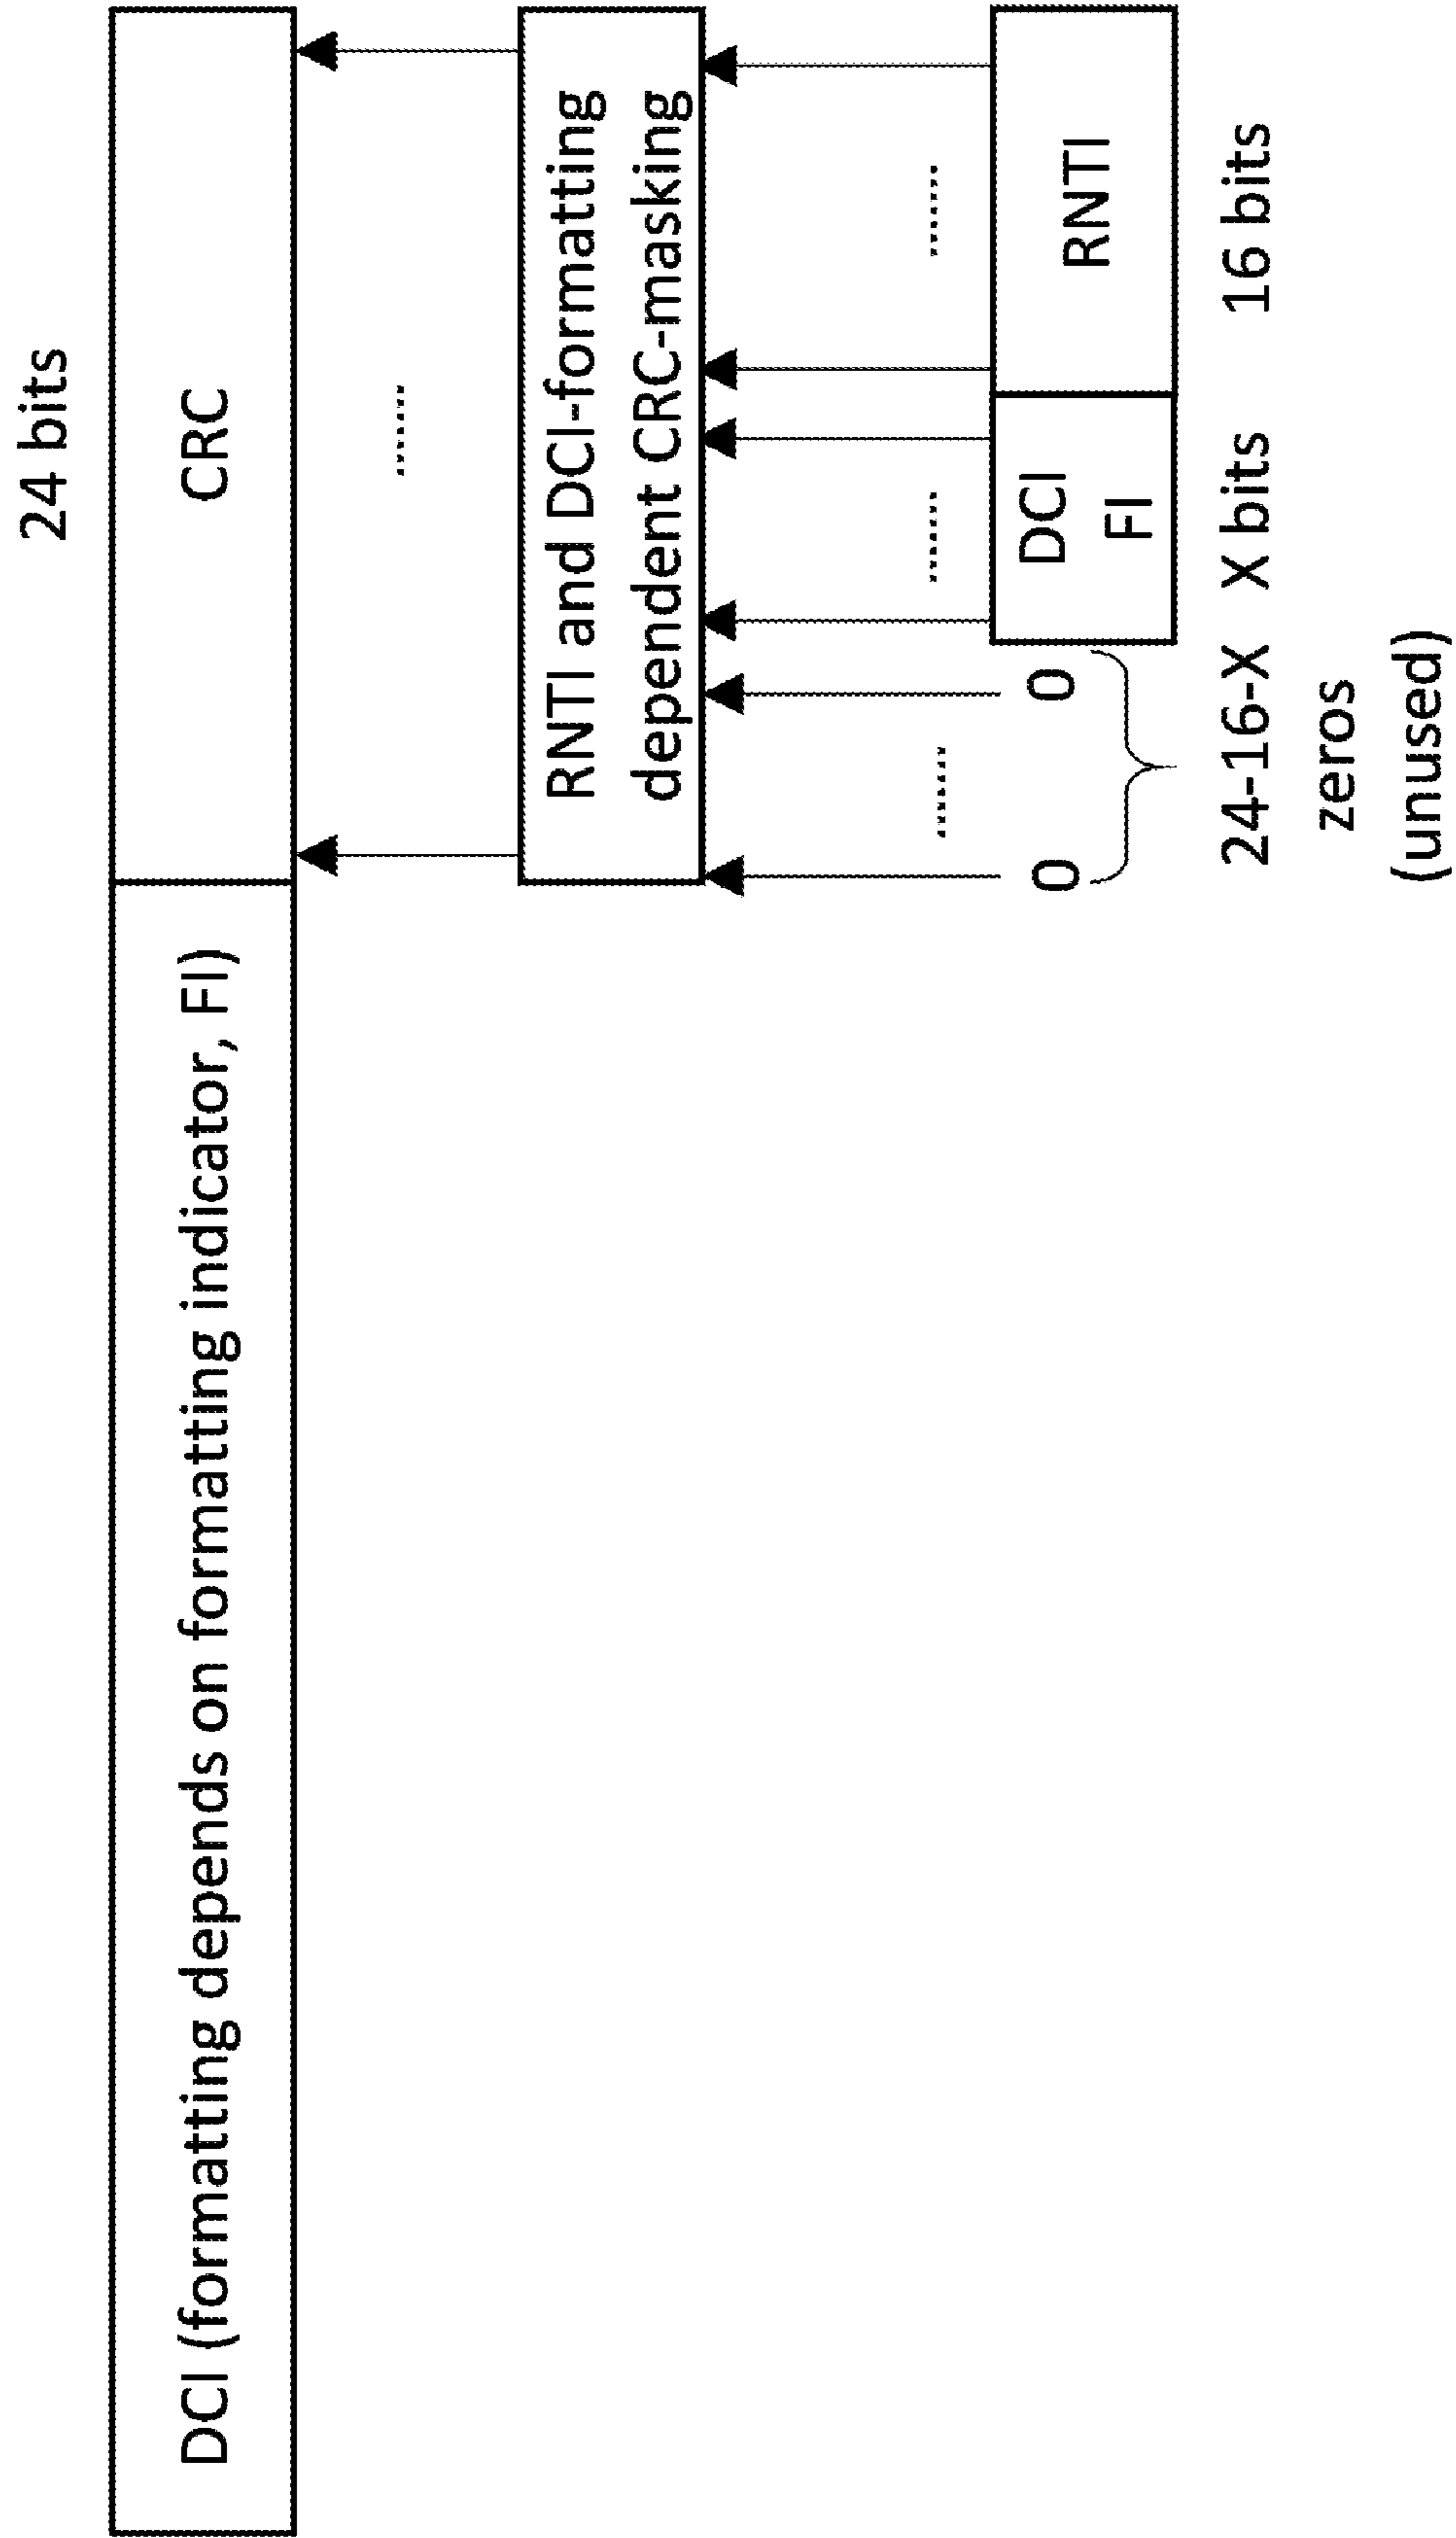 24 bits
DCI (formatting depends on formatting indicator, FI)
CRC
......
RNTI and DCI-formatting
dependent CRC-masking
......
......
......
0
0
DCI
FI
RNTI
24-16-X
zeros
(unused)
X bits
16 bits